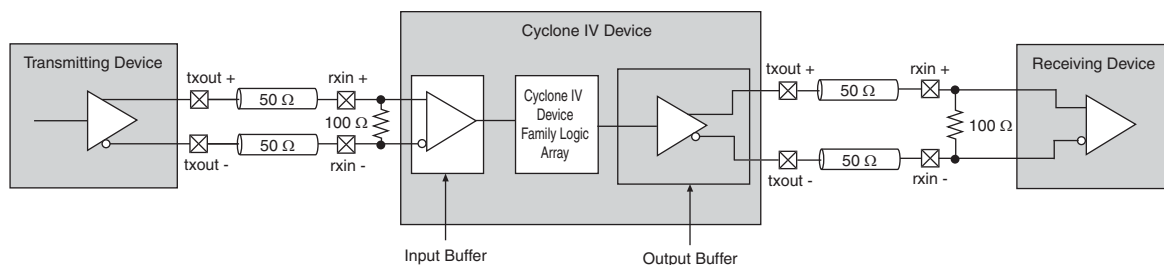 Cyclone IV Device
Transmitting Device
txout +
rxin +
50 Ω
100 Ω
50 Ω
txout -
rxin -
Cyclone IV
Device
Family Logic
Array
Input Buffer
Output Buffer
txout +
rxin +
50 Ω
100 Ω
50 Ω
txout -
rxin -
Receiving Device